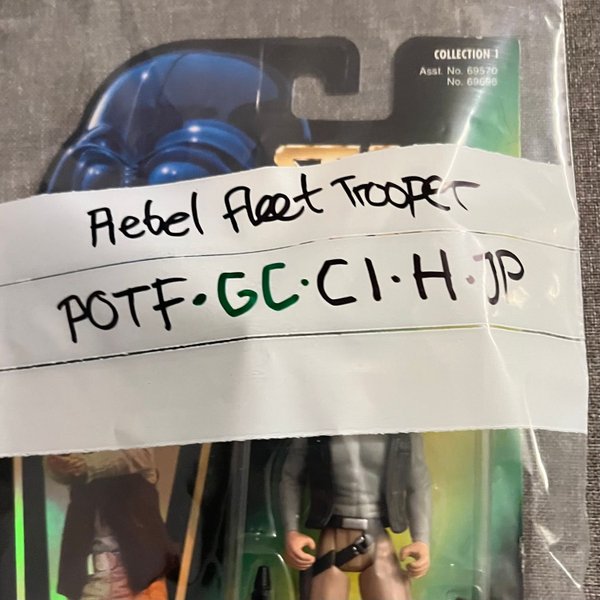 COLLECTION 1
Asst. No. 69570
No. 69696
Rebel fleet TROOPER
POTF·GC·C1·H·JP